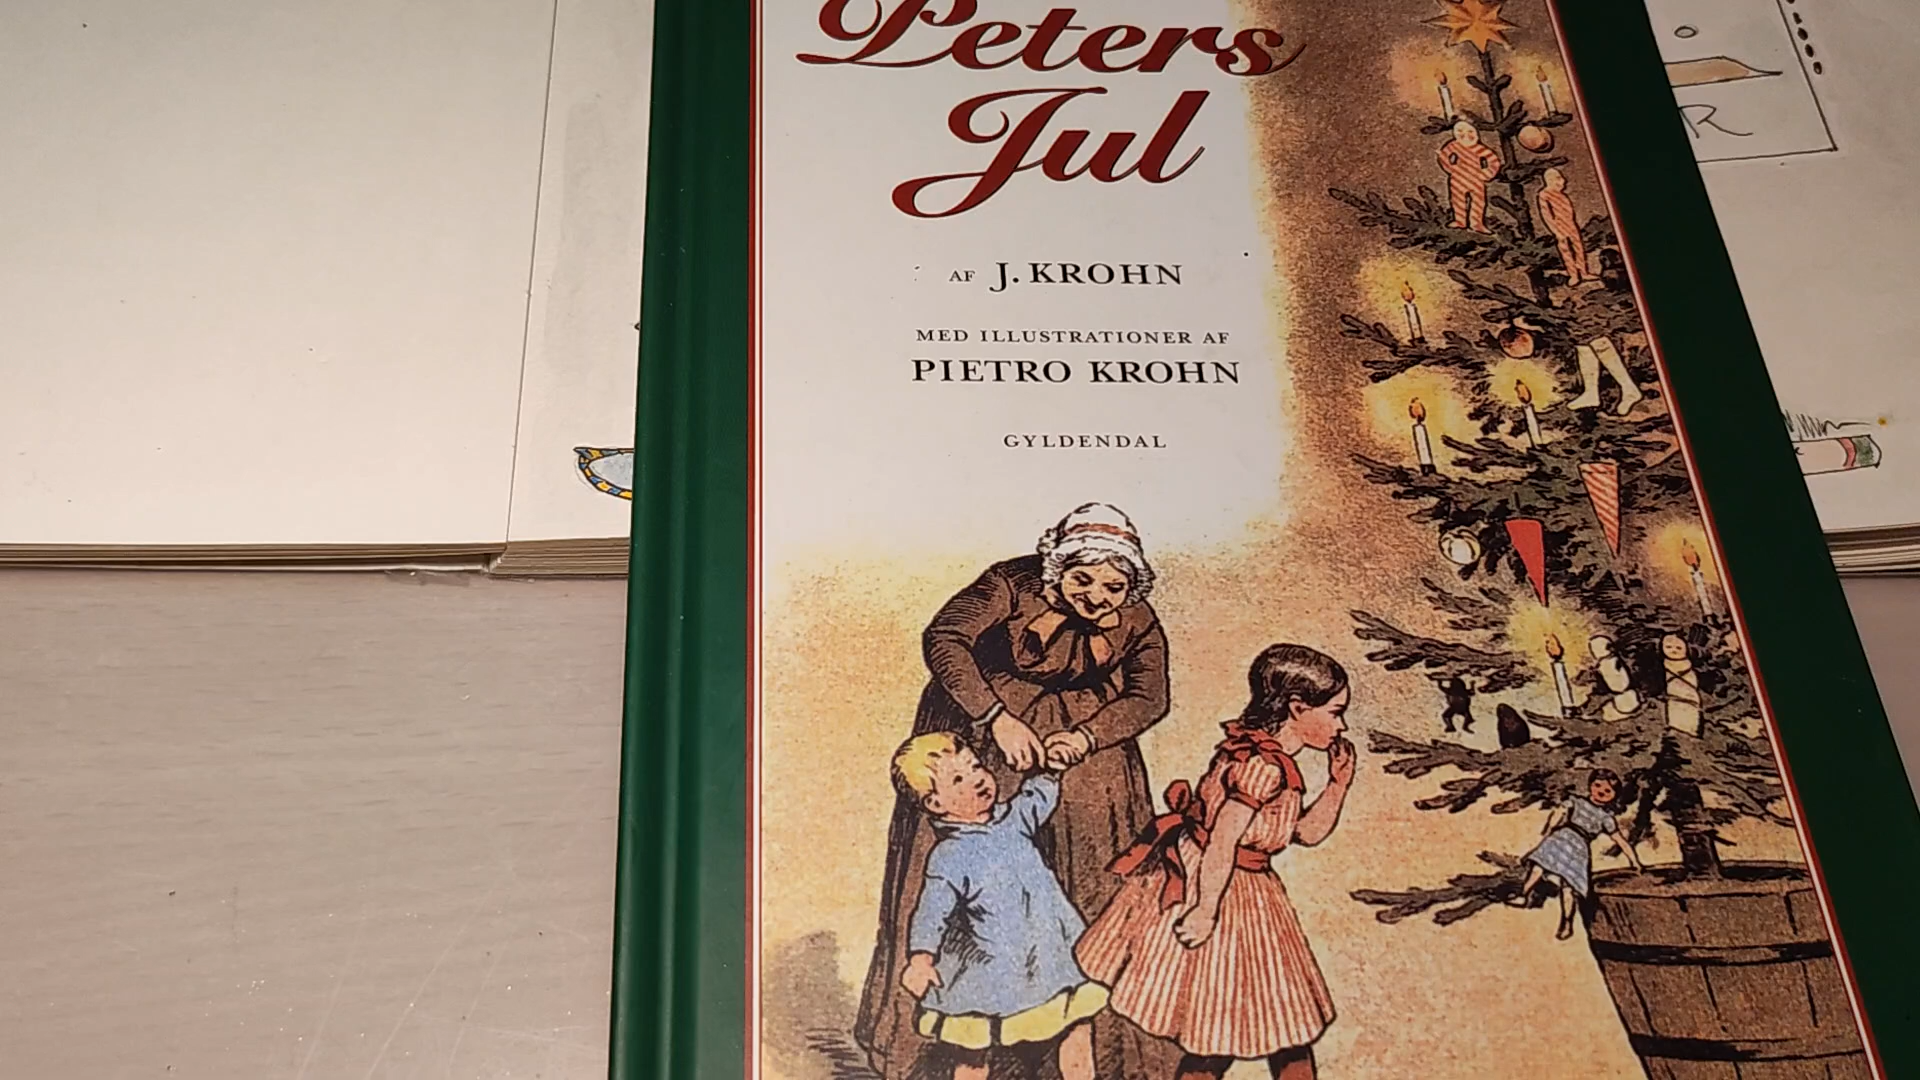 Peters
Jul
AF J. KROHN
MED ILLUSTRATIONER AF
PIETRO KROHN
GYLDENDAL
R